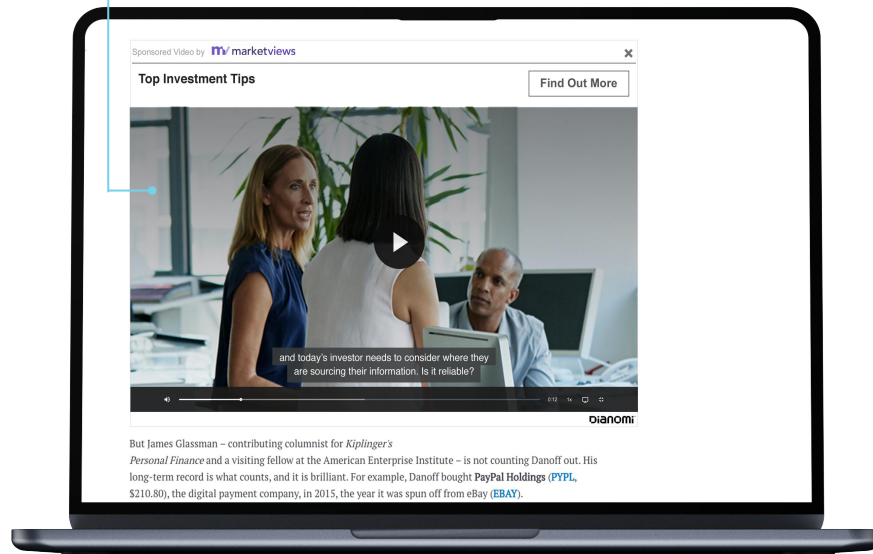 Sponsored Video by mv marketviews
Top Investment Tips
Find Out More
and today's investor needs to consider where they
are sourcing their information. Is it reliable?
0:12 1x
DIANOMI
But James Glassman – contributing columnist for Kiplinger's
Personal Finance and a visiting fellow at the American Enterprise Institute – is not counting Danoff out. His
long-term record is what counts, and it is brilliant. For example, Danoff bought PayPal Holdings (PYPL,
$210.80), the digital payment company, in 2015, the year it was spun off from eBay (EBAY).